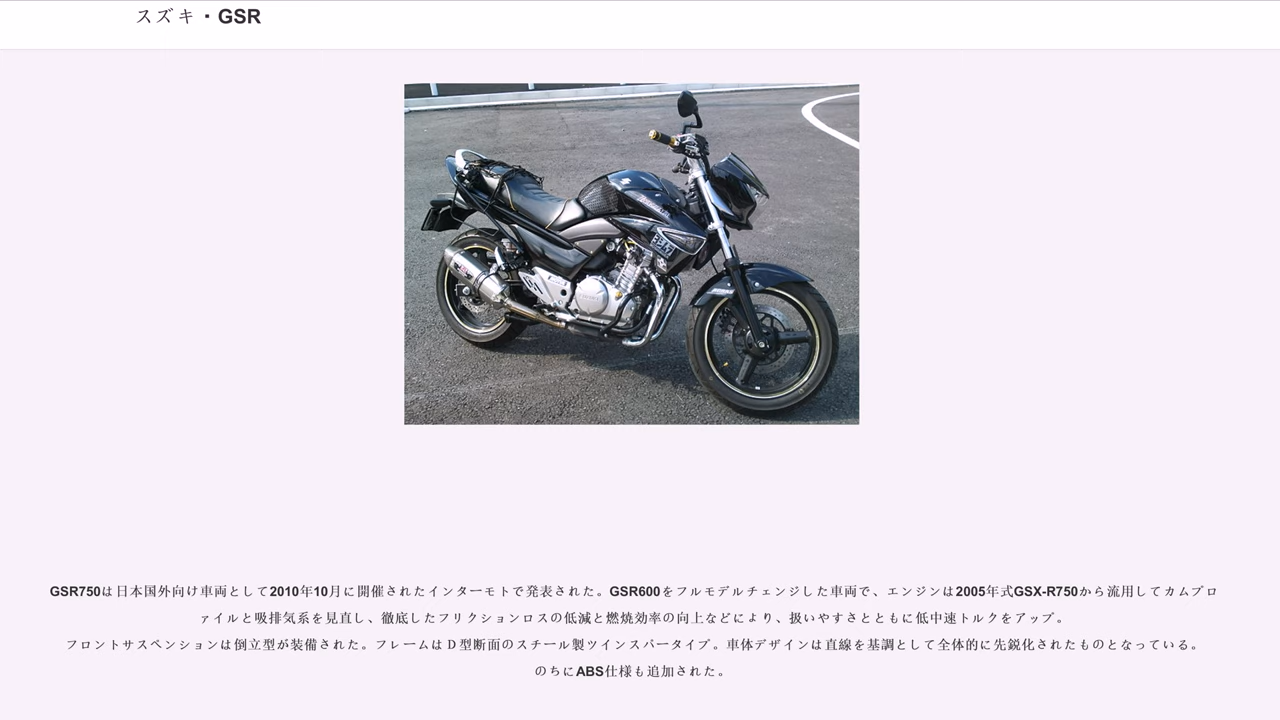 スズキ・GSR
GSR750は日本国外向け車両として2010年10月に開催されたインターモトで発表された。GSR600をフルモデルチェンジした車両で、エンジンは2005年式GSX-R750から流用してカムプロ
ァイルと吸排気系を見直し、徹底したフリクションロスの低減と燃焼効率の向上などにより、扱いやすさとともに低中速トルクをアップ。
フロントサスペンションは倒立型が装備された。フレームはＤ型断面のスチール製ツインスパータイプ。車体デザインは直線を基調として全体的に先鋭化されたものとなっている。
のちにABS仕様も追加された。